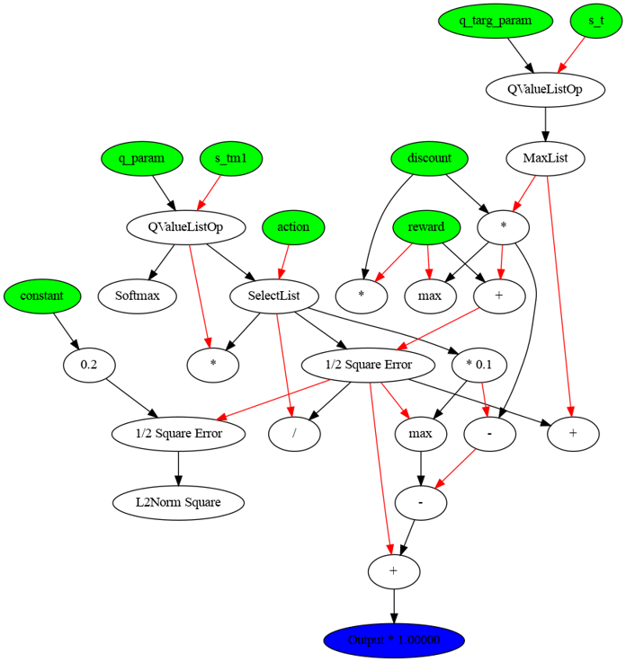 q_targ_param
s_t
QValueListOp
q_param
s_tm1
discount
MaxList
QValueListOp
action
reward
*
constant
Softmax
SelectList
*
max
+
0.2
*
1/2 Square Error
* 0.1
1/2 Square Error
/
max
-
+
L2Norm Square
-
+
Output * 1.00000